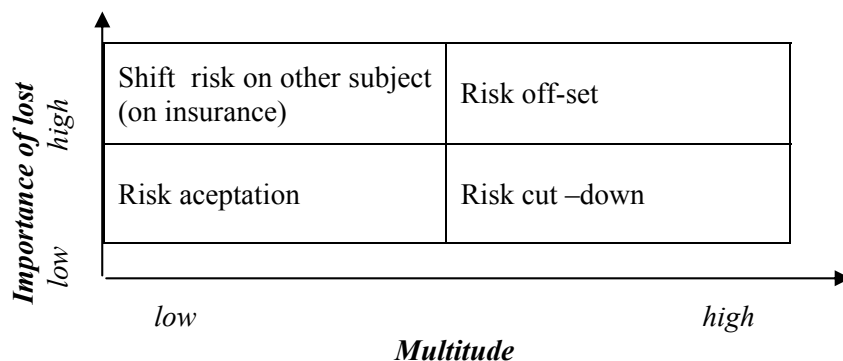 Importance of lost
high
low
Shift risk on other subject
(on insurance)
Risk off-set
Risk aceptation
Risk cut –down
low
high
Multitude